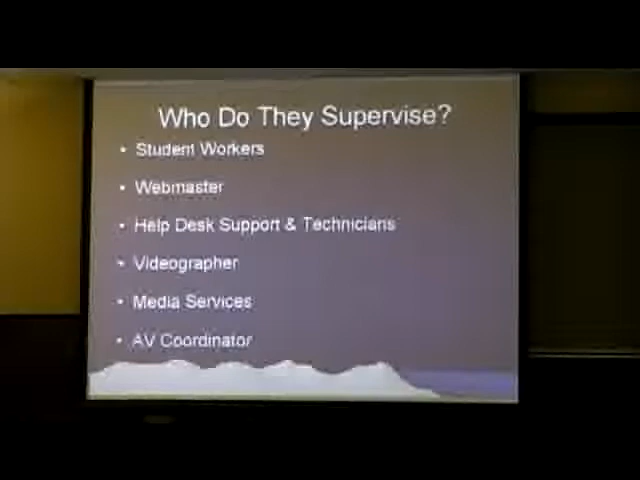 Who Do They Supervise?
• Student Workers
• Webmaster
• Help Desk Support & Technicians
• Videographer
• Media Services
• AV Coordinator